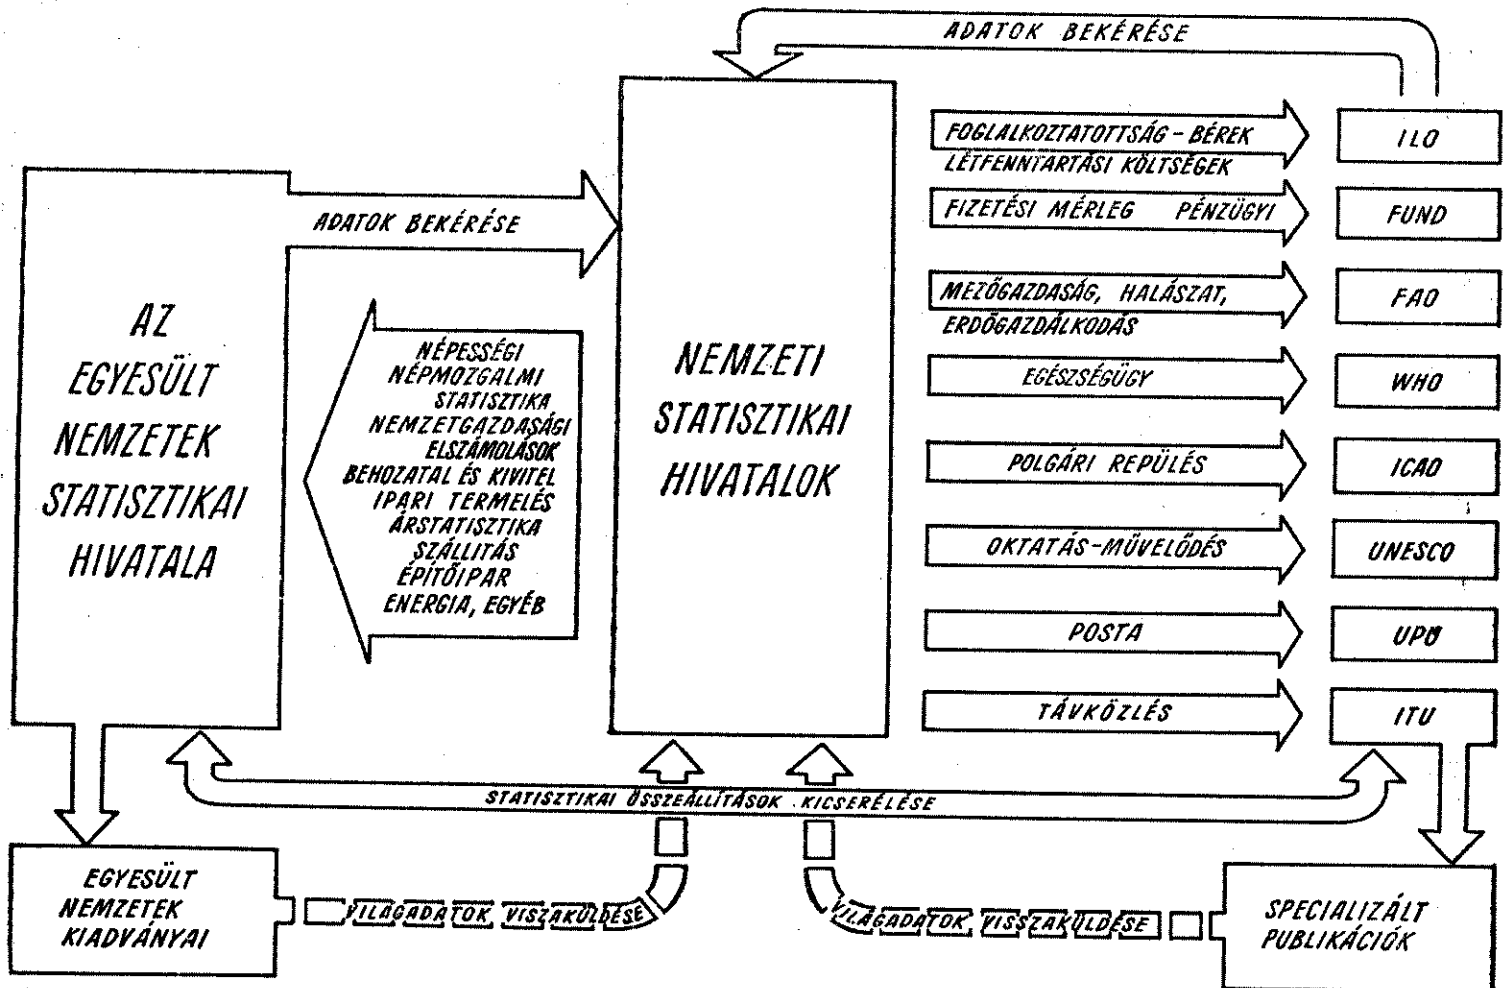 ADATOK BEKÉRÉSE
AZ
EGYESÜLT
NEMZETEK
STATISZTIKAI
HIVATALA
ADATOK BEKÉRÉSE
NÉPESSÉGI
NÉPMOZGALMI
STATISZTIKA
NEMZETGAZDASÁGI
ELSZÁMOLÁSOK
BEHOZATAL ÉS KIVITEL
IPARI TERMELÉS
ÁRSTATISZTIKA
SZÁLLITÁS
ÉPÍTŐIPAR
ENERGIA, EGYÉB
NEMZETI
STATISZTIKAI
HIVATALOK
FOGLALKOZTATOTTSÁG - BÉREK
LÉTFENNTARTÁSI KÖLTSÉGEK
ILO
FIZETÉSI MÉRLEG PÉNZÜGYI
FUND
MEZŐGAZDASÁG, HALÁSZAT,
ERDŐGAZDÁLKODÁS
FAO
EGÉSZSÉGÜGY
WHO
POLGÁRI REPÜLÉS
ICAO
OKTATÁS-MŰVELŐDÉS
UNESCO
POSTA
UPU
TÁVKÖZLÉS
ITU
STATISZTIKAI ÖSSZEÁLLÍTÁSOK KICSERÉLÉSE
EGYESÜLT
NEMZETEK
KIADVÁNYAI
VILÁGADATOK VISZAKÜLDÉSE
VILÁGADATOK VISSZAKÜLDÉSE
SPECIALIZÁLT
PUBLIKÁCIÓK